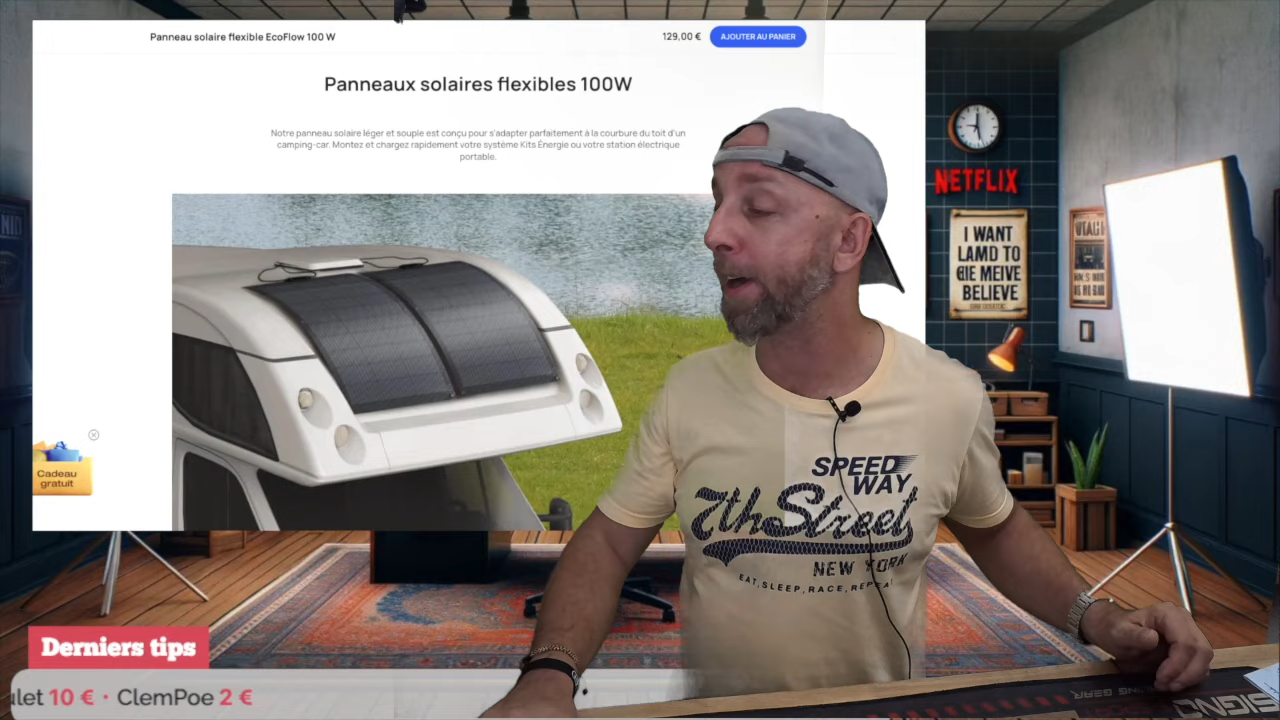 Panneau solaire flexible EcoFlow 100 W
129,00 €
AJOUTER AU PANIER
Panneaux solaires flexibles 100W
Notre panneau solaire léger et souple est conçu pour s'adapter parfaitement à la courbure du toit d'un
camping-car. Montez et chargez rapidement votre système Kits Énergie ou votre station électrique
portable.
Cadeau
gratuit
NETFLIX
I WANT
LAMD TO
GIE MEIVE
BELIEVE
SPEED
WAY
7th Street
NEW YORK
EAT, SLEEP, RACE, REPEAT
Derniers tips
let 10 € · ClemPoe 2 €